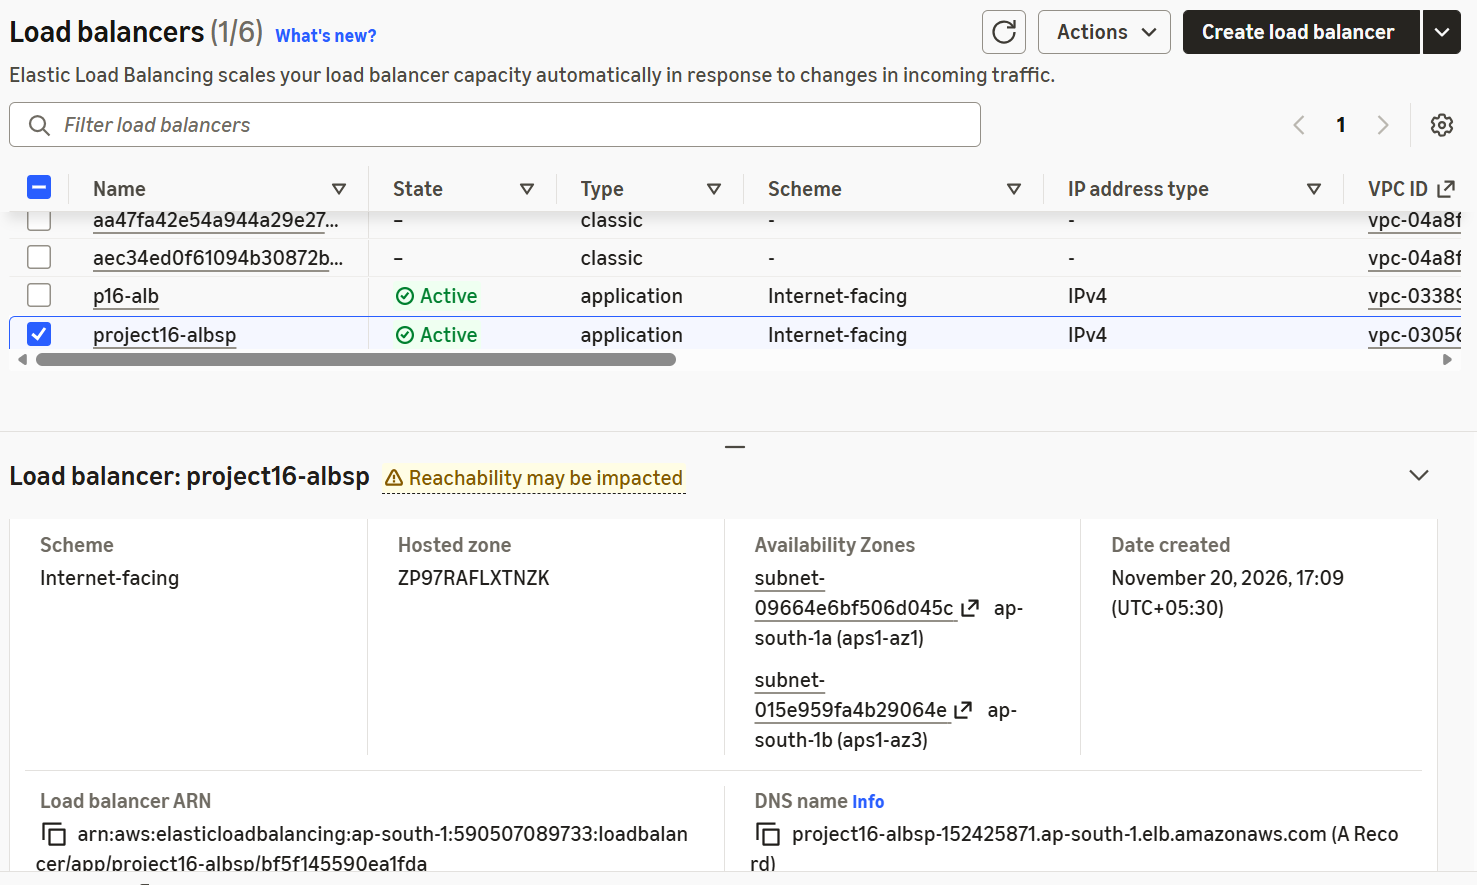 Load balancers (1/6) What's new?
Actions
Create load balancer
Elastic Load Balancing scales your load balancer capacity automatically in response to changes in incoming traffic.
Filter load balancers
1
Name State Type Scheme IP address type VPC ID
aa47fa42e54a944a29e27... – classic - - vpc-04a8f
aec34ed0f61094b30872b... – classic - - vpc-04a8f
p16-alb Active application Internet-facing IPv4 vpc-03389
project16-albsp Active application Internet-facing IPv4 vpc-03056
Load balancer: project16-albsp Reachability may be impacted
Scheme
Internet-facing
Hosted zone
ZP97RAFLXTNZK
Availability Zones
subnet-
09664e6bf506d045c ap-
south-1a (aps1-az1)
subnet-
015e959fa4b29064e ap-
south-1b (aps1-az3)
Date created
November 20, 2026, 17:09
(UTC+05:30)
Load balancer ARN
arn:aws:elasticloadbalancing:ap-south-1:590507089733:loadbalan
cer/app/project16-albsp/bf5f145590ea1fda
DNS name Info
project16-albsp-152425871.ap-south-1.elb.amazonaws.com (A Reco
rd)